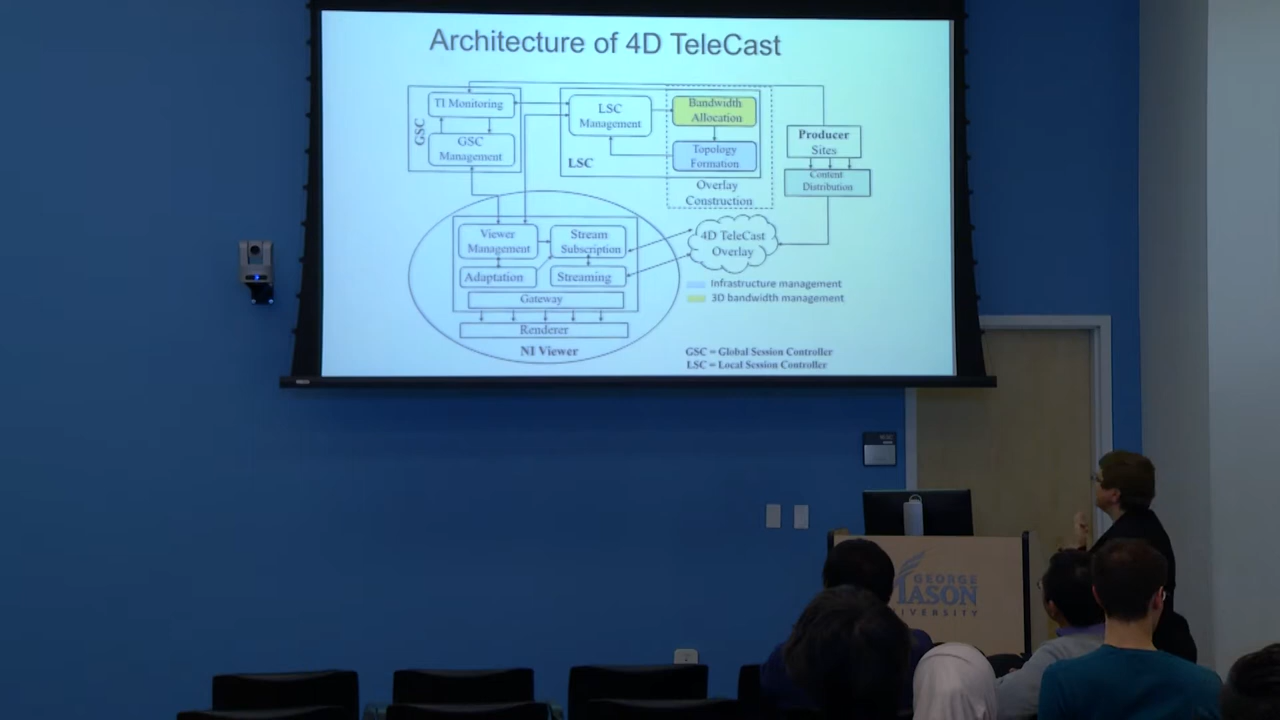 Architecture of 4D TeleCast
GSC
TI Monitoring
GSC
Management
LSC
Management
LSC
Bandwidth
Allocation
Topology
Formation
Overlay
Construction
Producer
Sites
Content
Distribution
Viewer
Management
Stream
Subscription
Adaptation
Streaming
Gateway
Renderer
NI Viewer
4D TeleCast
Overlay
Infrastructure management
3D bandwidth management
GSC = Global Session Controller
LSC = Local Session Controller
GEORGE